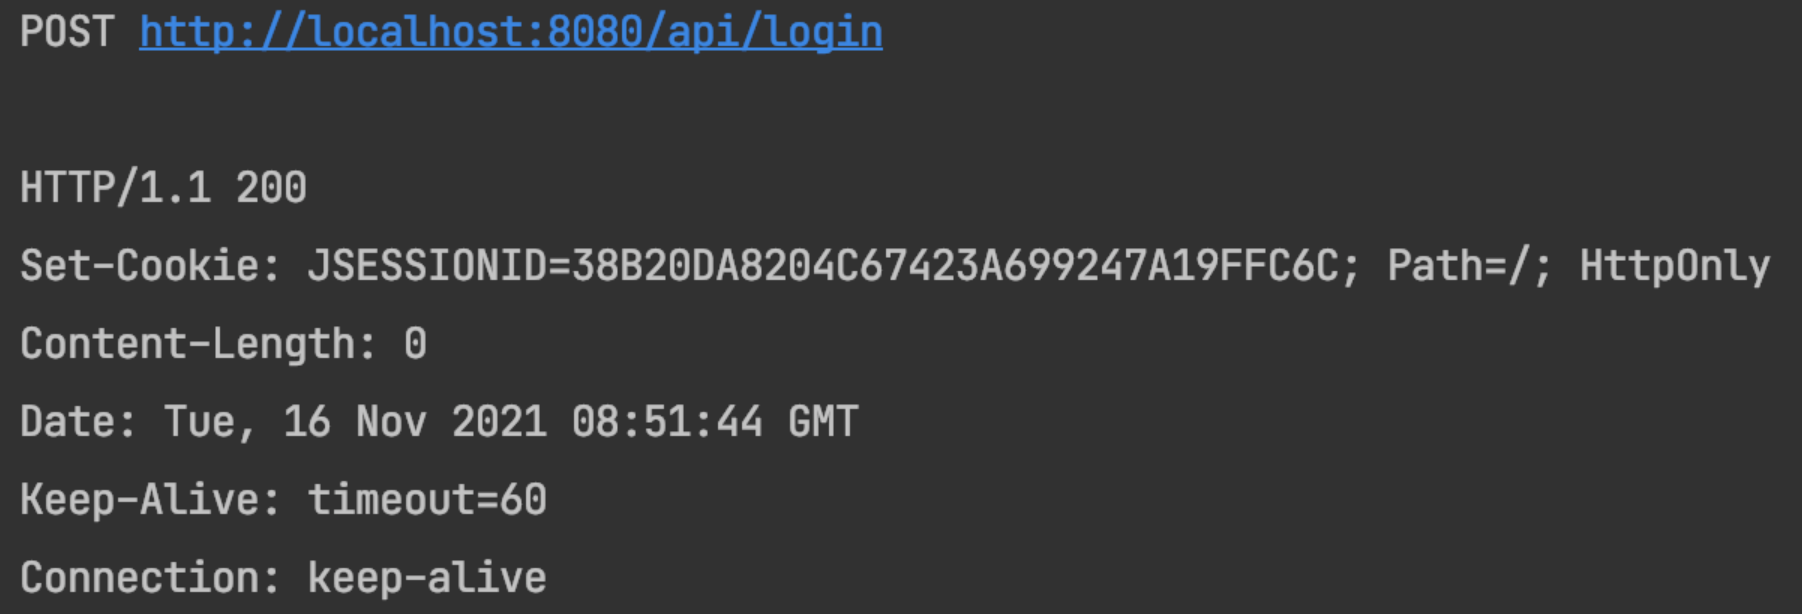 POST http://localhost:8080/api/login
HTTP/1.1 200
Set-Cookie: JSESSIONID=38B20DA8204C67423A699247A19FFC6C; Path=/; HttpOnly
Content-Length: 0
Date: Tue, 16 Nov 2021 08:51:44 GMT
Keep-Alive: timeout=60
Connection: keep-alive